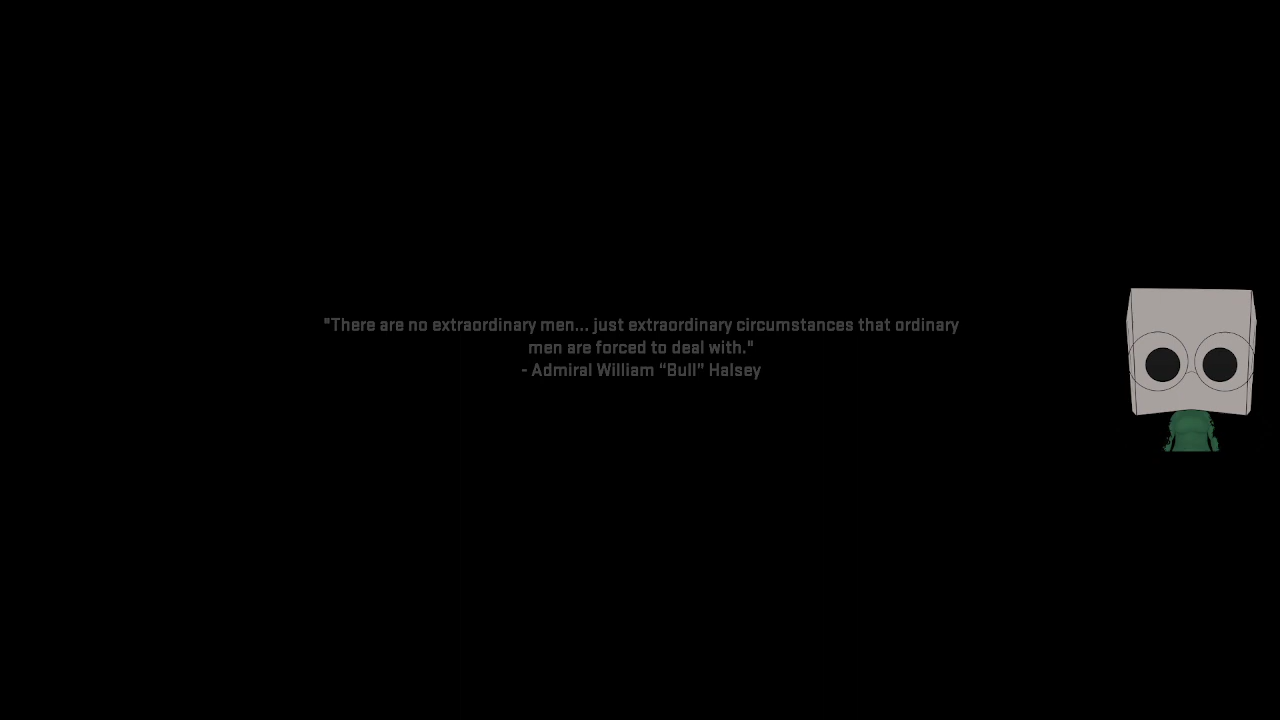 "There are no extraordinary men... just extraordinary circumstances that ordinary
men are forced to deal with."
- Admiral William “Bull” Halsey